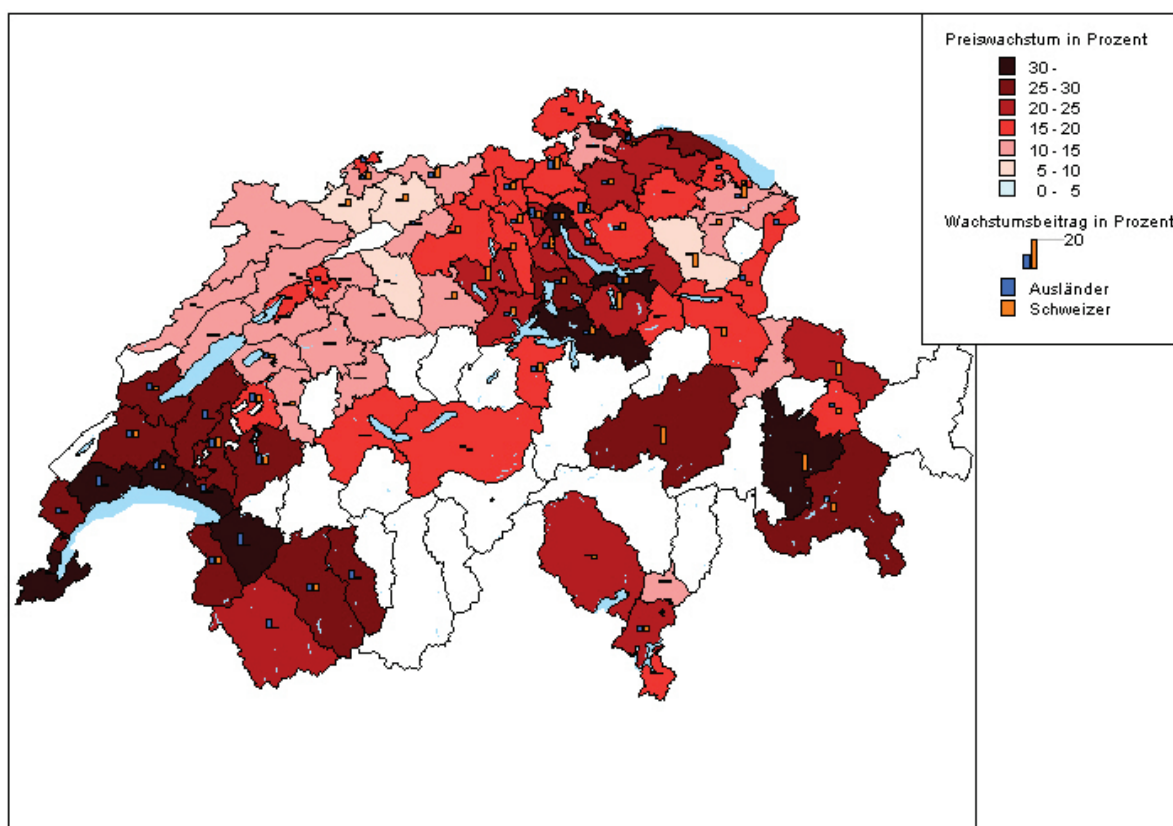 Preiswachstum in Prozent
30 -
25 - 30
20 - 25
15 - 20
10 - 15
5 - 10
0 - 5
Wachstumsbeitrag in Prozent
20
Ausländer
Schweizer